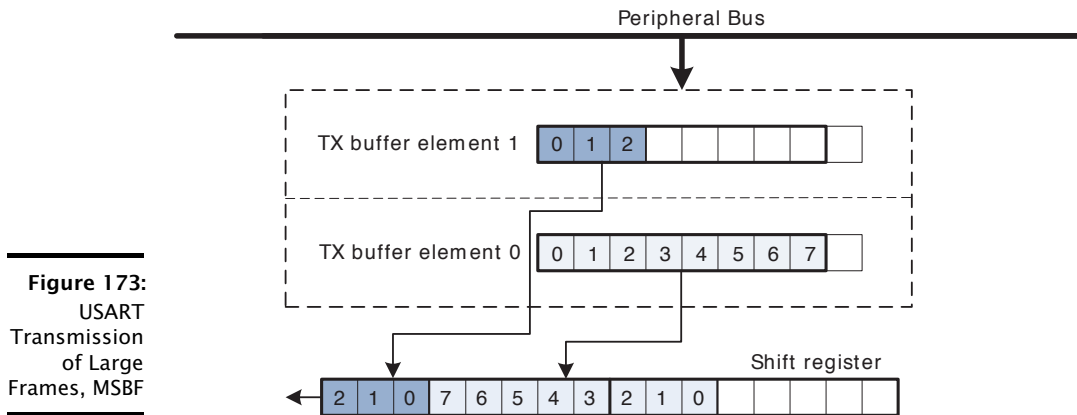 Peripheral Bus
TX buffer element 1
0 1 2
TX buffer element 0
0 1 2 3 4 5 6 7
Figure 173:
USART
Transmission
of Large
Frames, MSBF
Shift register
2 1 0 7 6 5 4 3 2 1 0